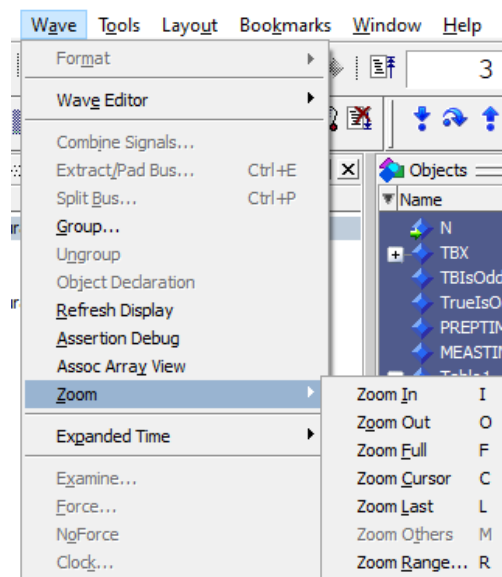 Wave Tools Layout Bookmarks Window Help
Format
3
Wave Editor
Combine Signals...
Extract/Pad Bus... Ctrl+E
Objects
Split Bus... Ctrl+P
Name
Group...
N
Ungroup
TBX
Object Declaration
TBIsOdd
Refresh Display
TrueIsO
Assertion Debug
PREPTIM
Assoc Array View
MEASTIM
Zoom
Zoom In I
Zoom Out O
Expanded Time
Zoom Full F
Examine...
Zoom Cursor C
Force...
Zoom Last L
NoForce
Zoom Others M
Clock...
Zoom Range... R